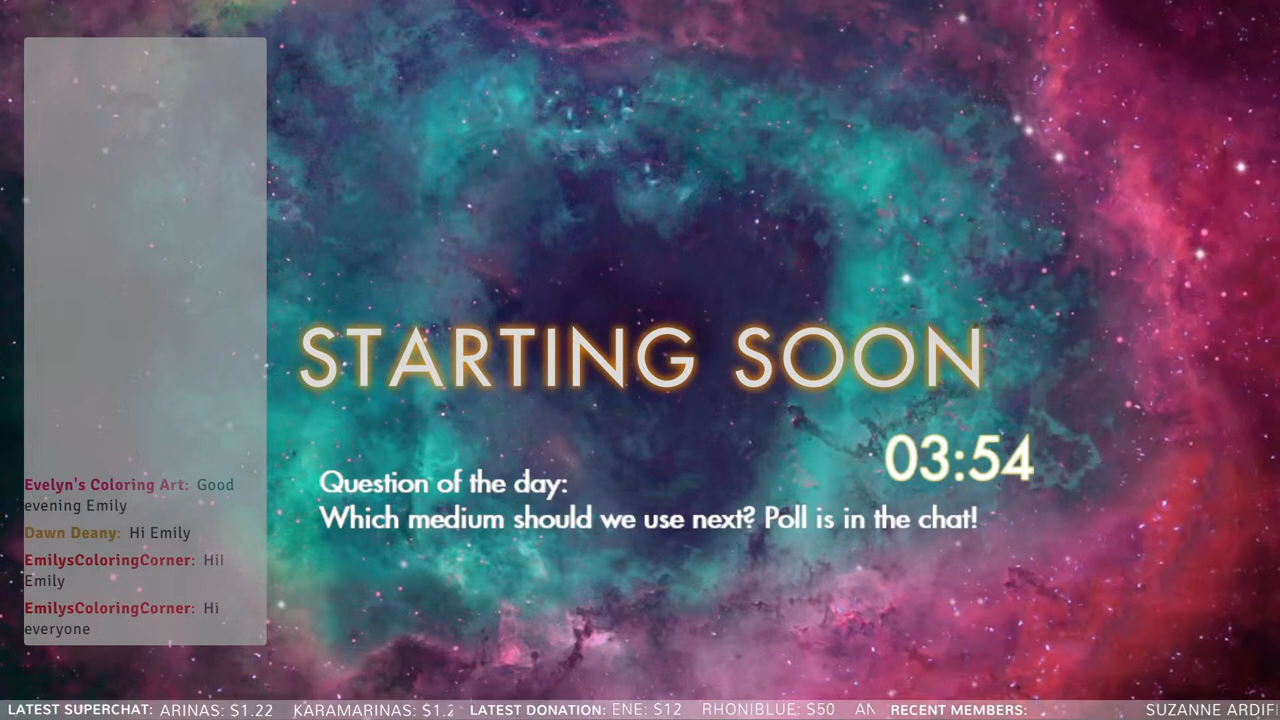 STARTING SOON
03:54
Question of the day:
Which medium should we use next? Poll is in the chat!
Evelyn's Coloring Art: Good
evening Emily
Dawn Deany: Hi Emily
EmilysColoringCorner: Hi!
Emily
EmilysColoringCorner: Hi
everyone
LATEST SUPERCHAT: ARINAS: $1.22 KARAMARINAS: $1.2 LATEST DONATION: ENE: $12 RHONIBLUE: $50 AN RECENT MEMBERS: SUZANNE ARDIFI